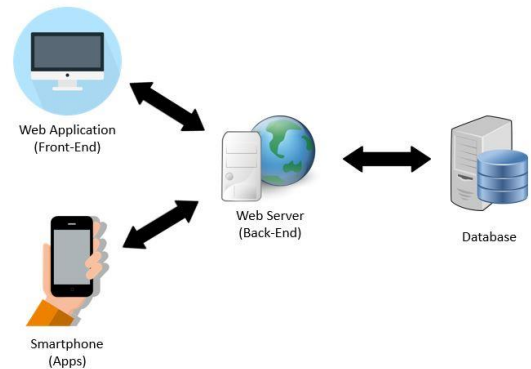 Web Application
(Front-End)
Web Server
(Back-End)
Database
Smartphone
(Apps)